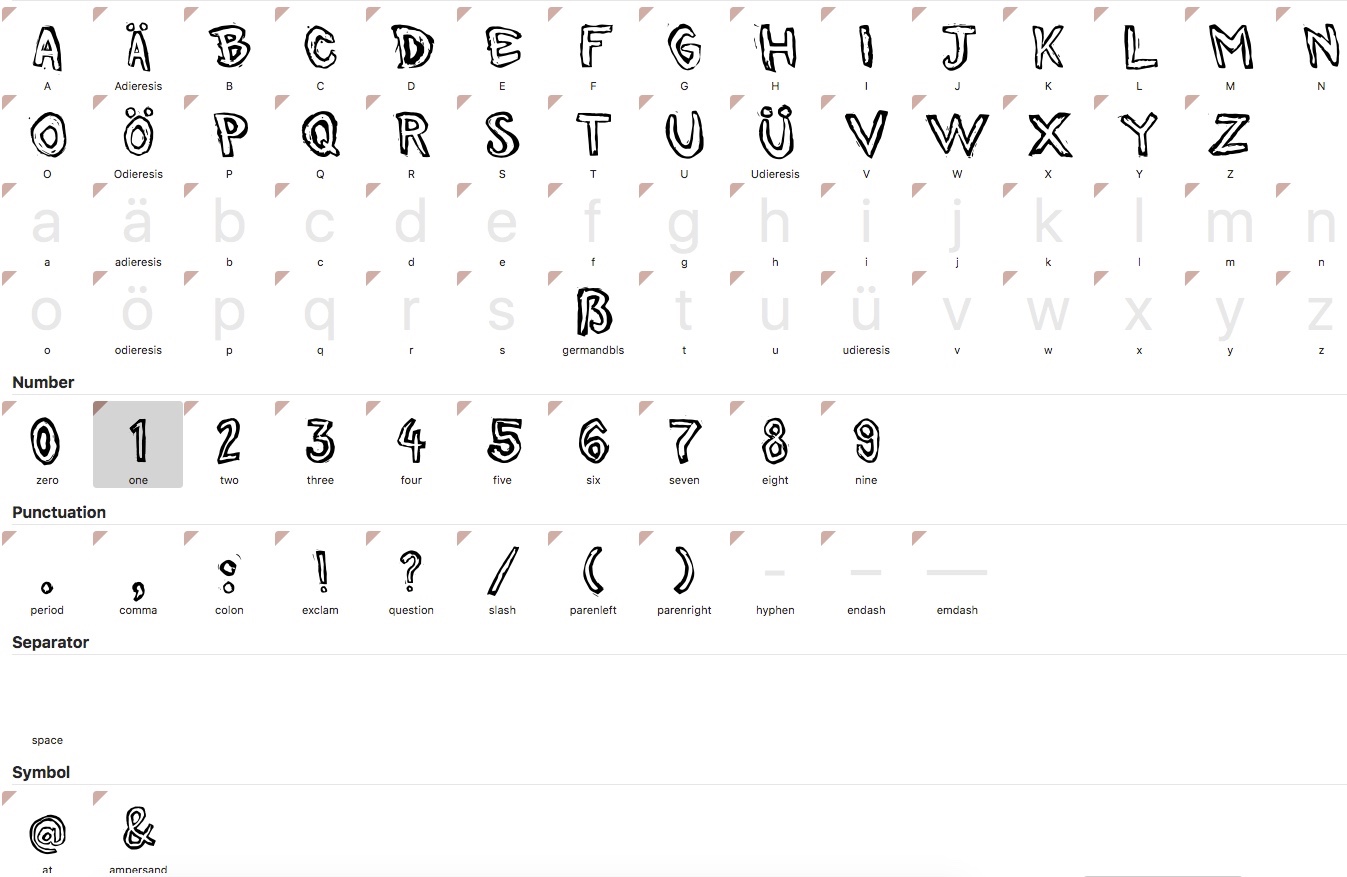 A Ä B C D E F G H I J K L M N
A Adieresis B C D E F G H I J K L M N
O Ö P Q R S T U Ü V W X Y Z
O Odieresis P Q R S T U Udieresis V W X Y Z
a ä b c d e f g h i j k l m n
a adieresis b c d e f g h i j k l m n
o ö p q r s ß t u ü v w x y z
o odieresis p q r s germandbls t u udieresis v w x y z
Number
0 1 2 3 4 5 6 7 8 9
zero one two three four five six seven eight nine
Punctuation
. , : ! ? / ( ) - – —
period comma colon exclam question slash parenleft parenright hyphen endash emdash
Separator
space
Symbol
@ &
at ampersand